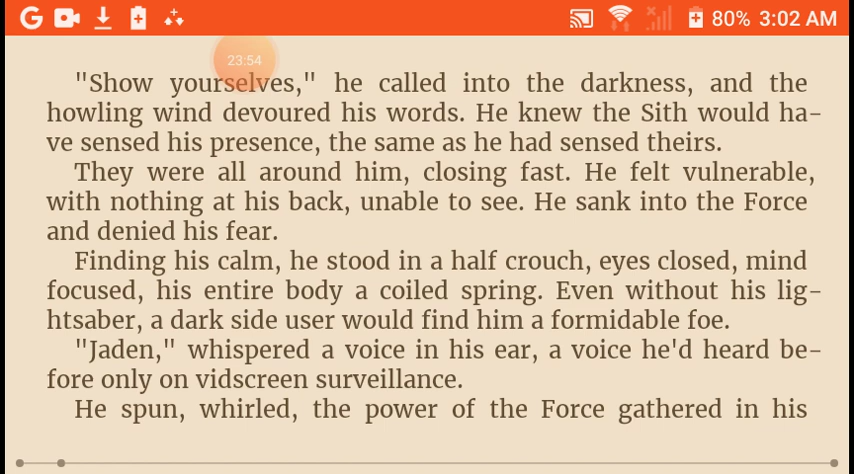 80% 3:02 AM
23:54
"Show yourselves," he called into the darkness, and the
howling wind devoured his words. He knew the Sith would ha-
ve sensed his presence, the same as he had sensed theirs.
They were all around him, closing fast. He felt vulnerable,
with nothing at his back, unable to see. He sank into the Force
and denied his fear.
Finding his calm, he stood in a half crouch, eyes closed, mind
focused, his entire body a coiled spring. Even without his lig-
htsaber, a dark side user would find him a formidable foe.
"Jaden," whispered a voice in his ear, a voice he'd heard be-
fore only on vidscreen surveillance.
He spun, whirled, the power of the Force gathered in his